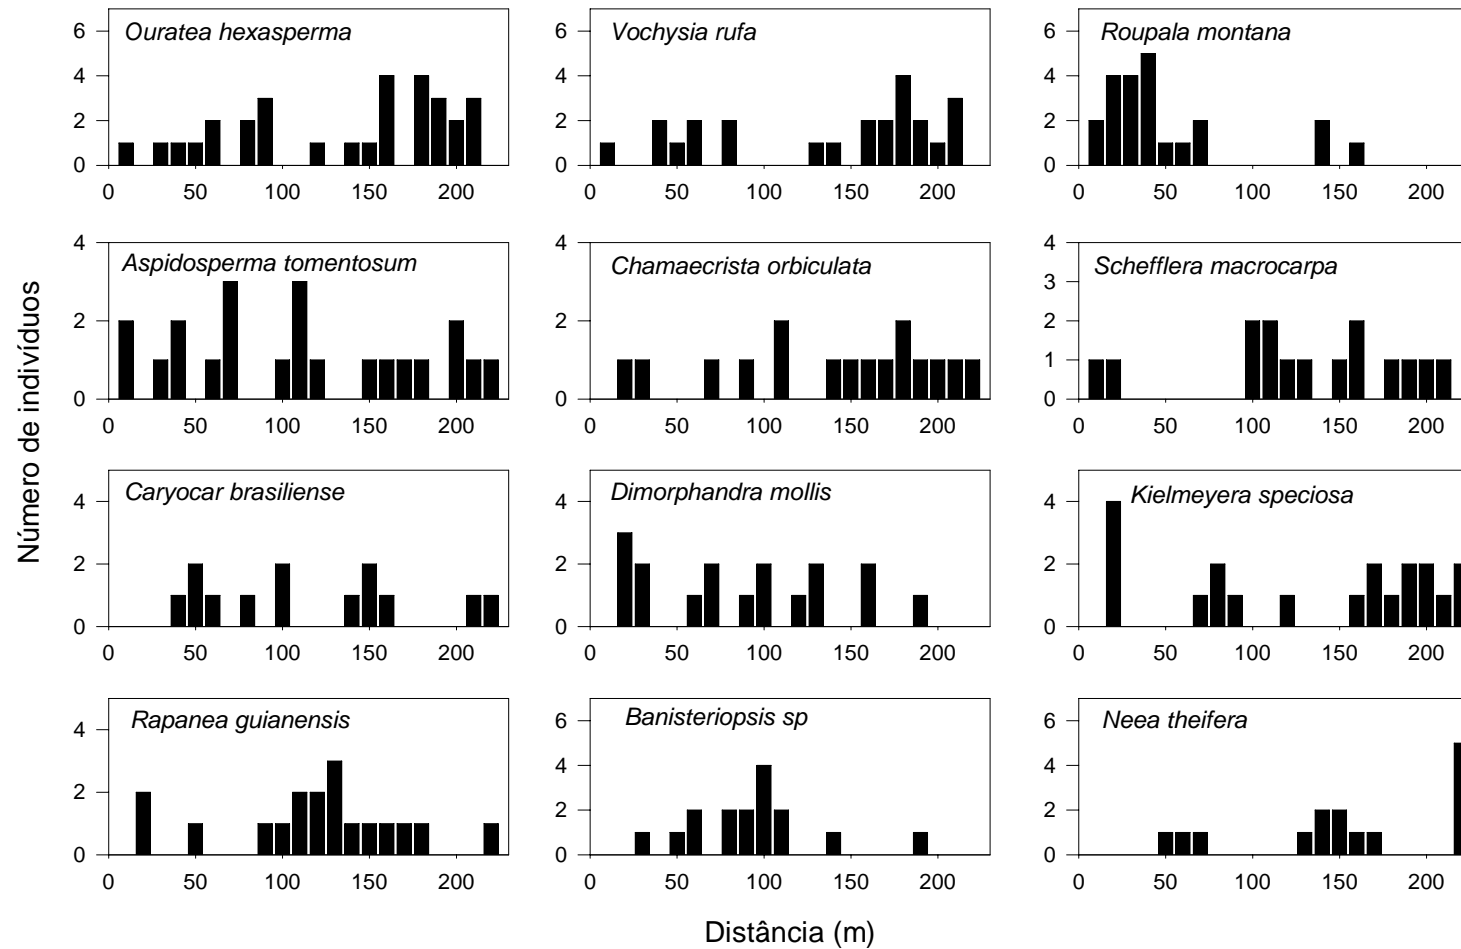 Número de indivíduos
Ouratea hexasperma
6
4
2
0
0 50 100 150 200
Vochysia rufa
6
4
2
0
0 50 100 150 200
Roupala montana
6
4
2
0
0 50 100 150 200
Aspidosperma tomentosum
4
2
0
0 50 100 150 200
Chamaecrista orbiculata
4
2
0
0 50 100 150 200
Schefflera macrocarpa
4
3
2
1
0
0 50 100 150 200
Caryocar brasiliense
4
2
0
0 50 100 150 200
Dimorphandra mollis
4
2
0
0 50 100 150 200
Kielmeyera speciosa
4
2
0
0 50 100 150 200
Rapanea guianensis
4
2
0
0 50 100 150 200
Banisteriopsis sp
6
4
2
0
0 50 100 150 200
Neea theifera
6
4
2
0
0 50 100 150 200
Distância (m)